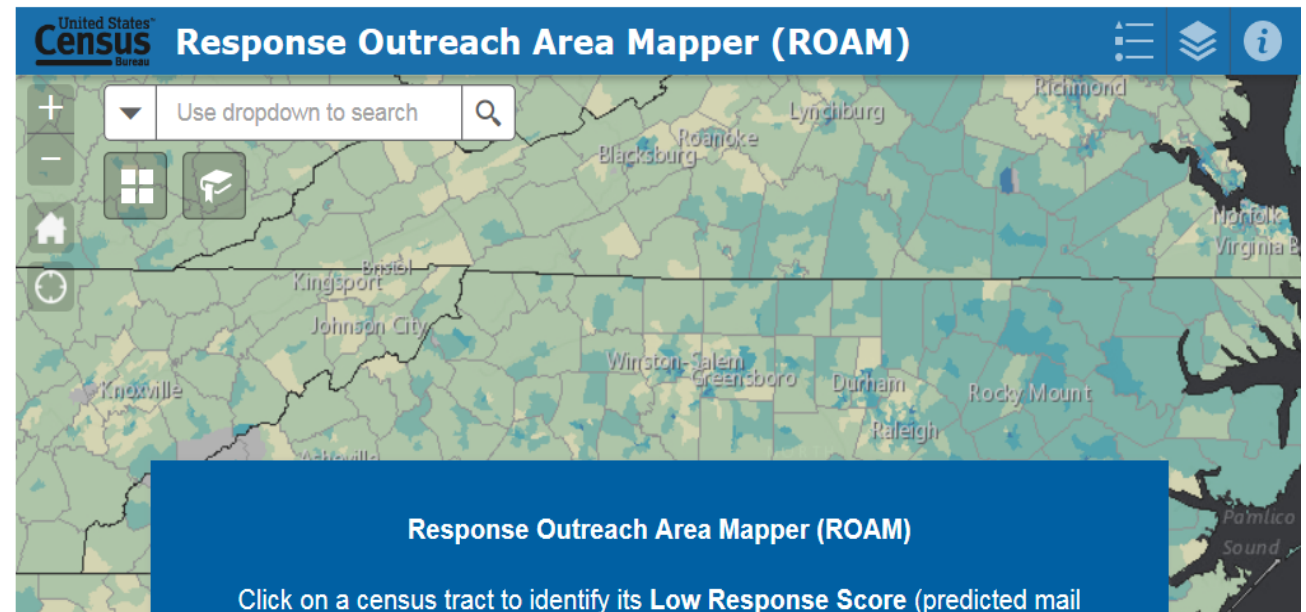 United States™
Census
Bureau
Response Outreach Area Mapper (ROAM)
Use dropdown to search
Richmond
Lynchburg
Roanoke
Blacksburg
Norfolk
Virginia B
Bristol
Kingsport
Johnson City
Winston-Salem
Greensboro
Durham
Rocky Mount
Knoxville
Raleigh
Asheville
Response Outreach Area Mapper (ROAM)
Pamlico
Sound
Click on a census tract to identify its Low Response Score (predicted mail